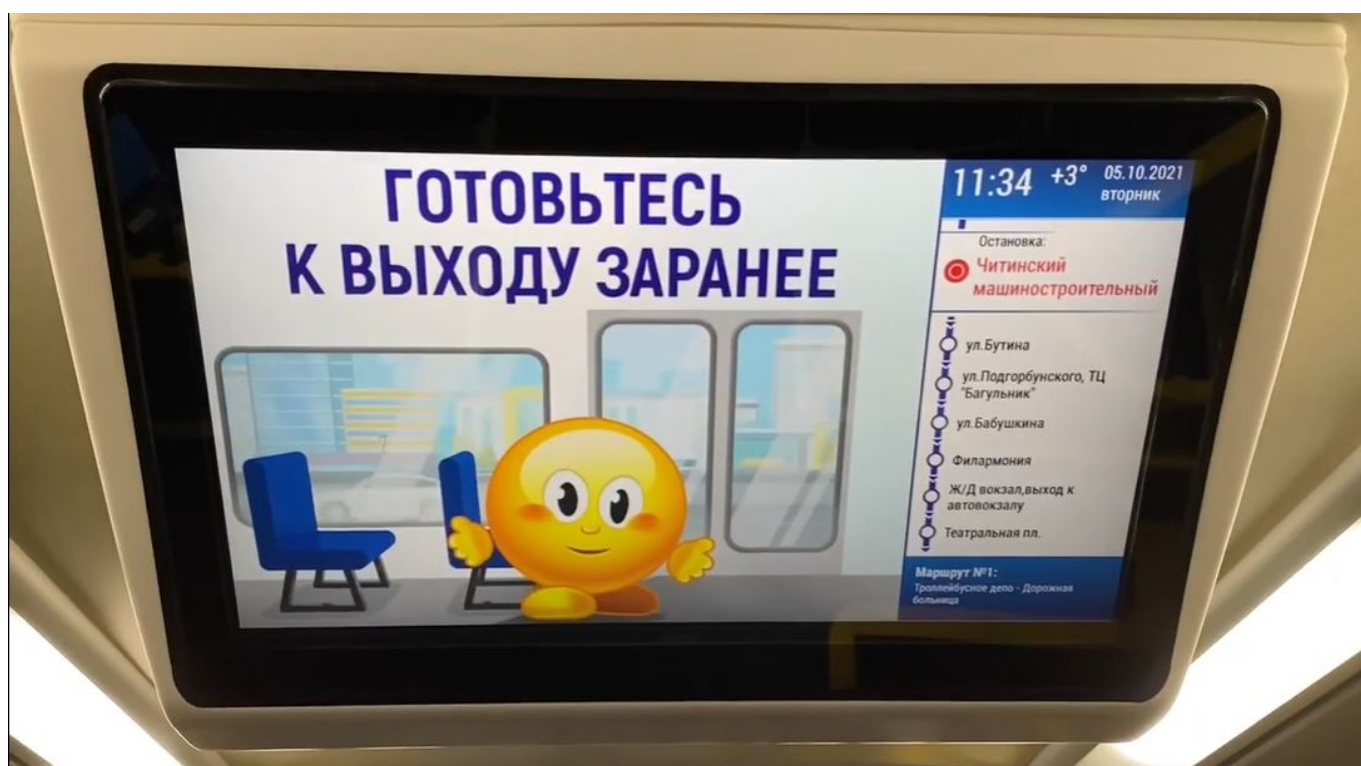 ГОТОВЬТЕСЬ
К ВЫХОДУ ЗАРАНЕЕ
11:34 +3° 05.10.2021
вторник
Остановка:
Читинский
машиностроительный
ул.Бутина
ул.Подгорбунского, ТЦ
"Багульник"
ул.Бабушкина
Филармония
Ж/Д вокзал,выход к
автовокзалу
Театральная пл.
Маршрут №1:
Троллейбусное депо - Дорожная
больница